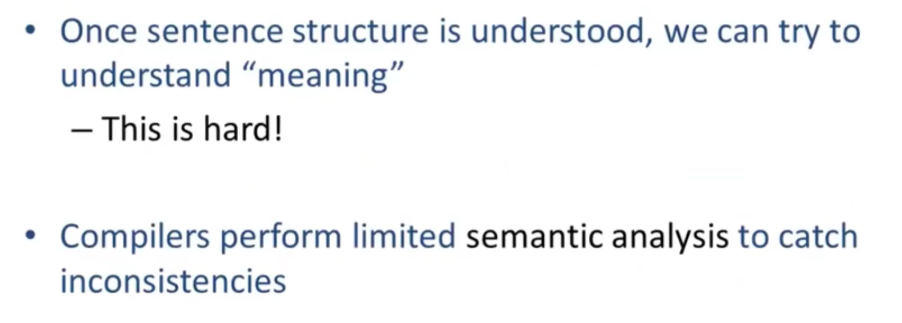 • Once sentence structure is understood, we can try to
understand “meaning”
– This is hard!
• Compilers perform limited semantic analysis to catch
inconsistencies